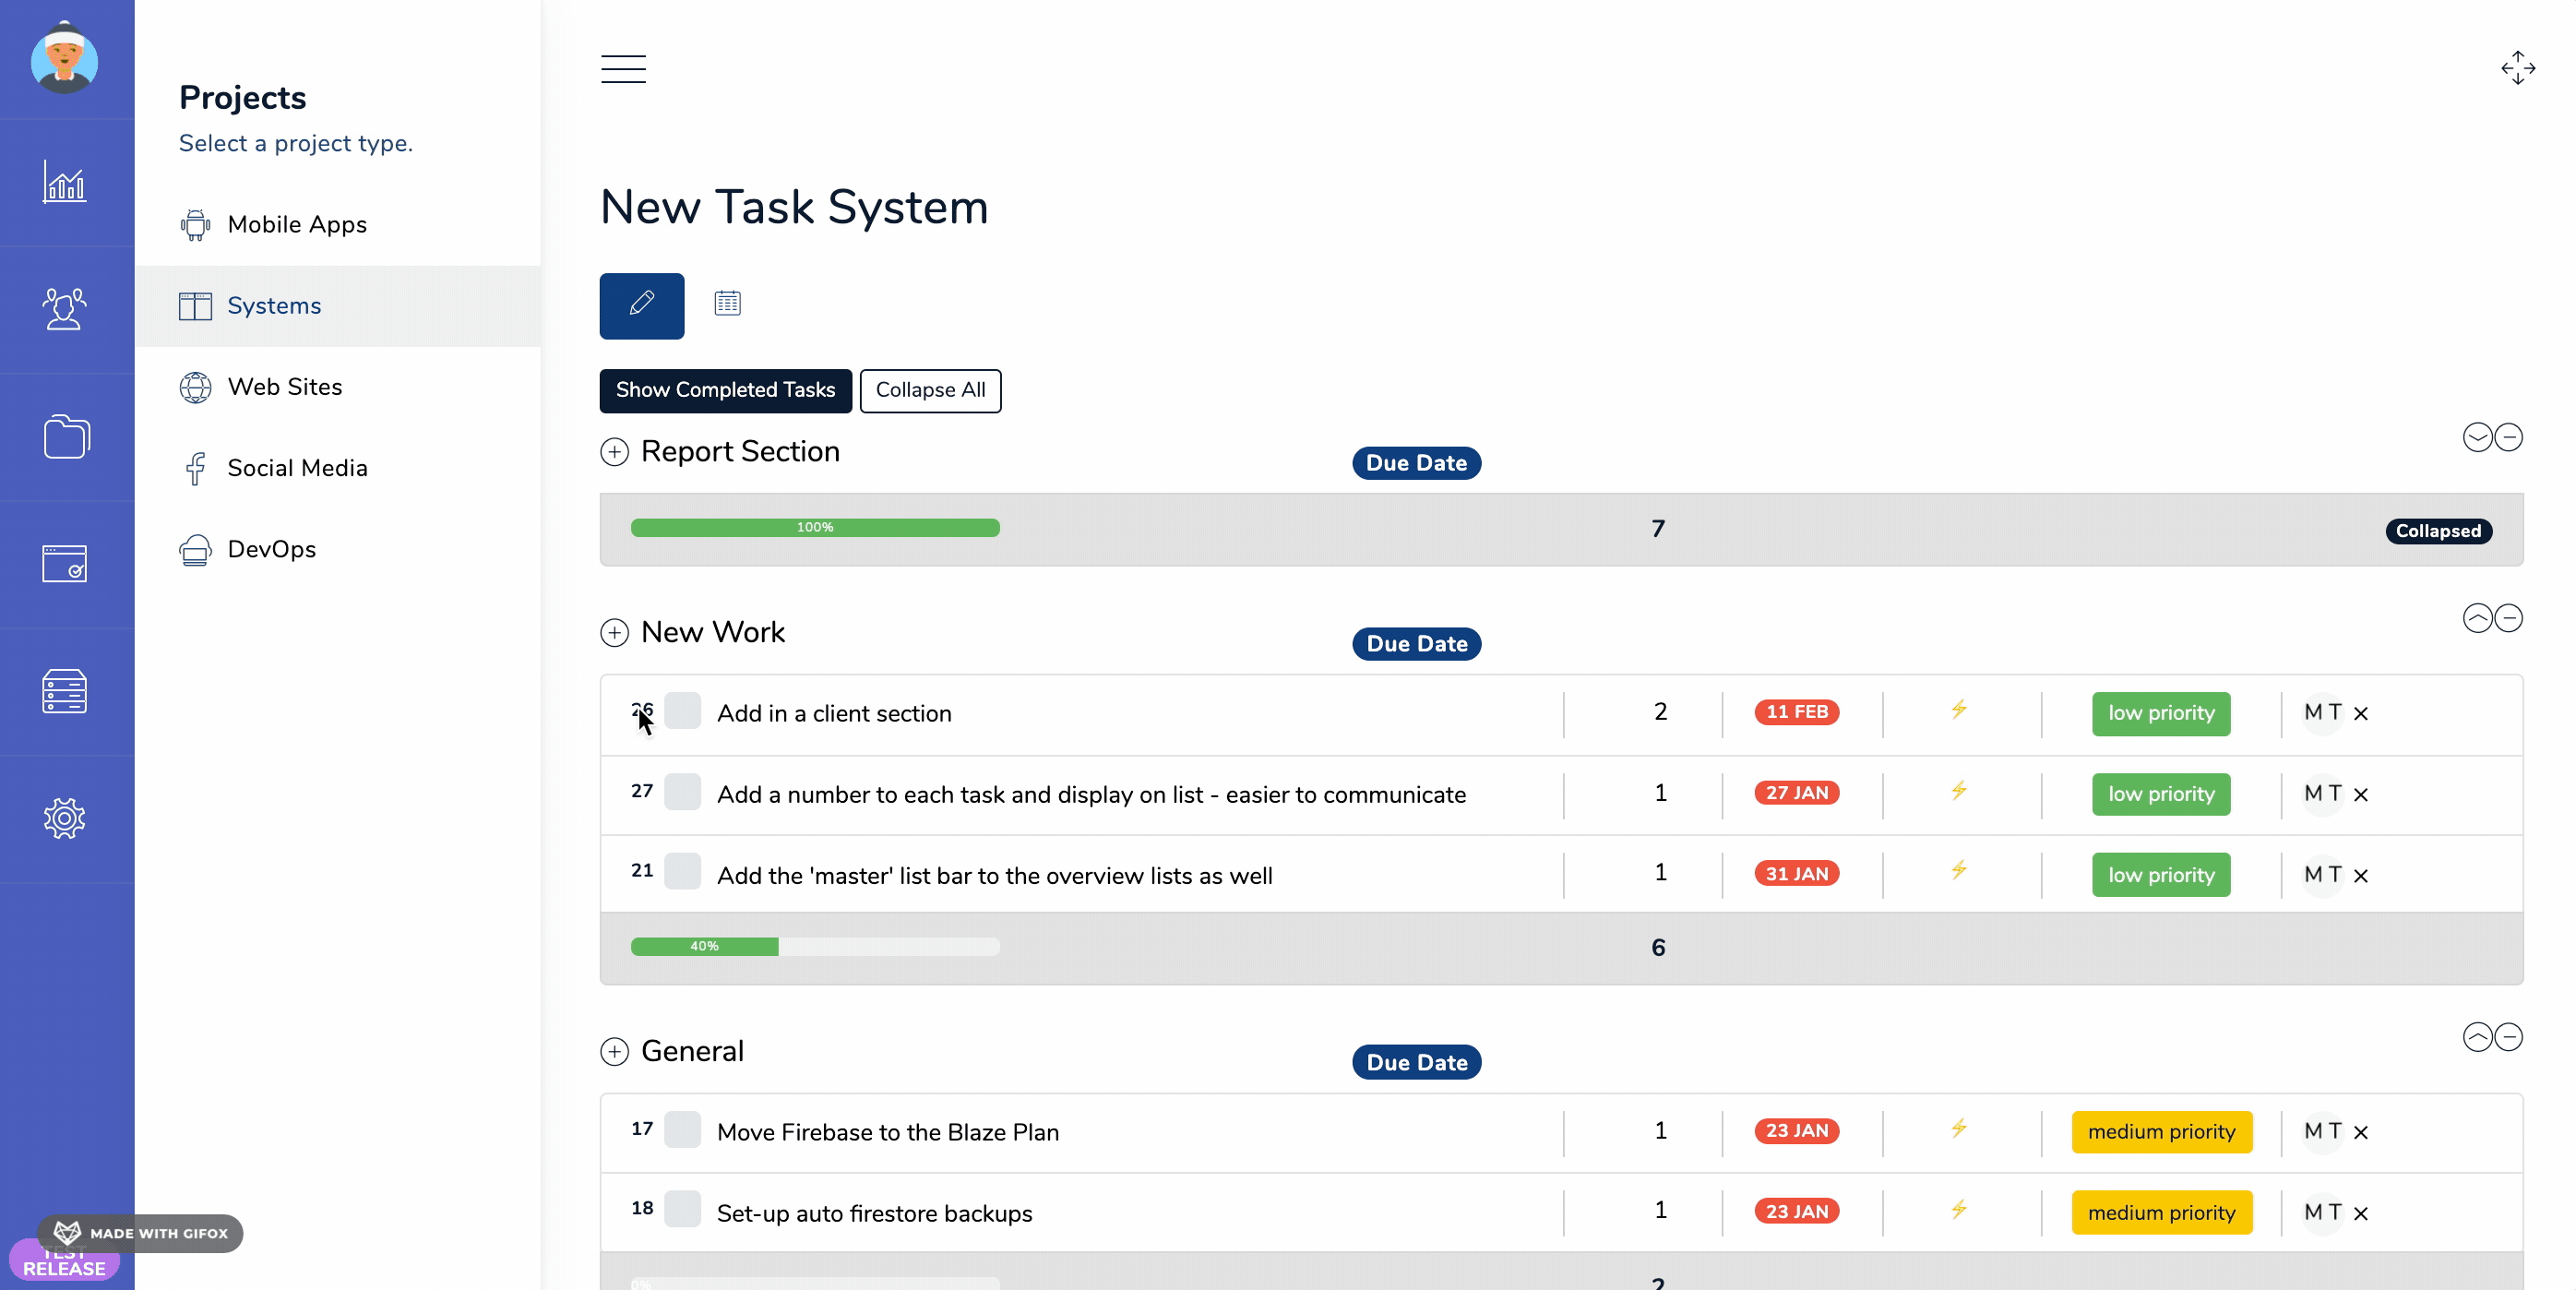 Projects
Select a project type.
Mobile Apps
Systems
Web Sites
Social Media
DevOps
MADE WITH GIFOX
TEST
RELEASE
New Task System
Show Completed Tasks
Collapse All
Report Section
Due Date
100%
7
Collapsed
New Work
Due Date
26 Add in a client section 2 11 FEB low priority M T ×
27 Add a number to each task and display on list - easier to communicate 1 27 JAN low priority M T ×
21 Add the 'master' list bar to the overview lists as well 1 31 JAN low priority M T ×
40% 6
General
Due Date
17 Move Firebase to the Blaze Plan 1 23 JAN medium priority M T ×
18 Set-up auto firestore backups 1 23 JAN medium priority M T ×
0% 2